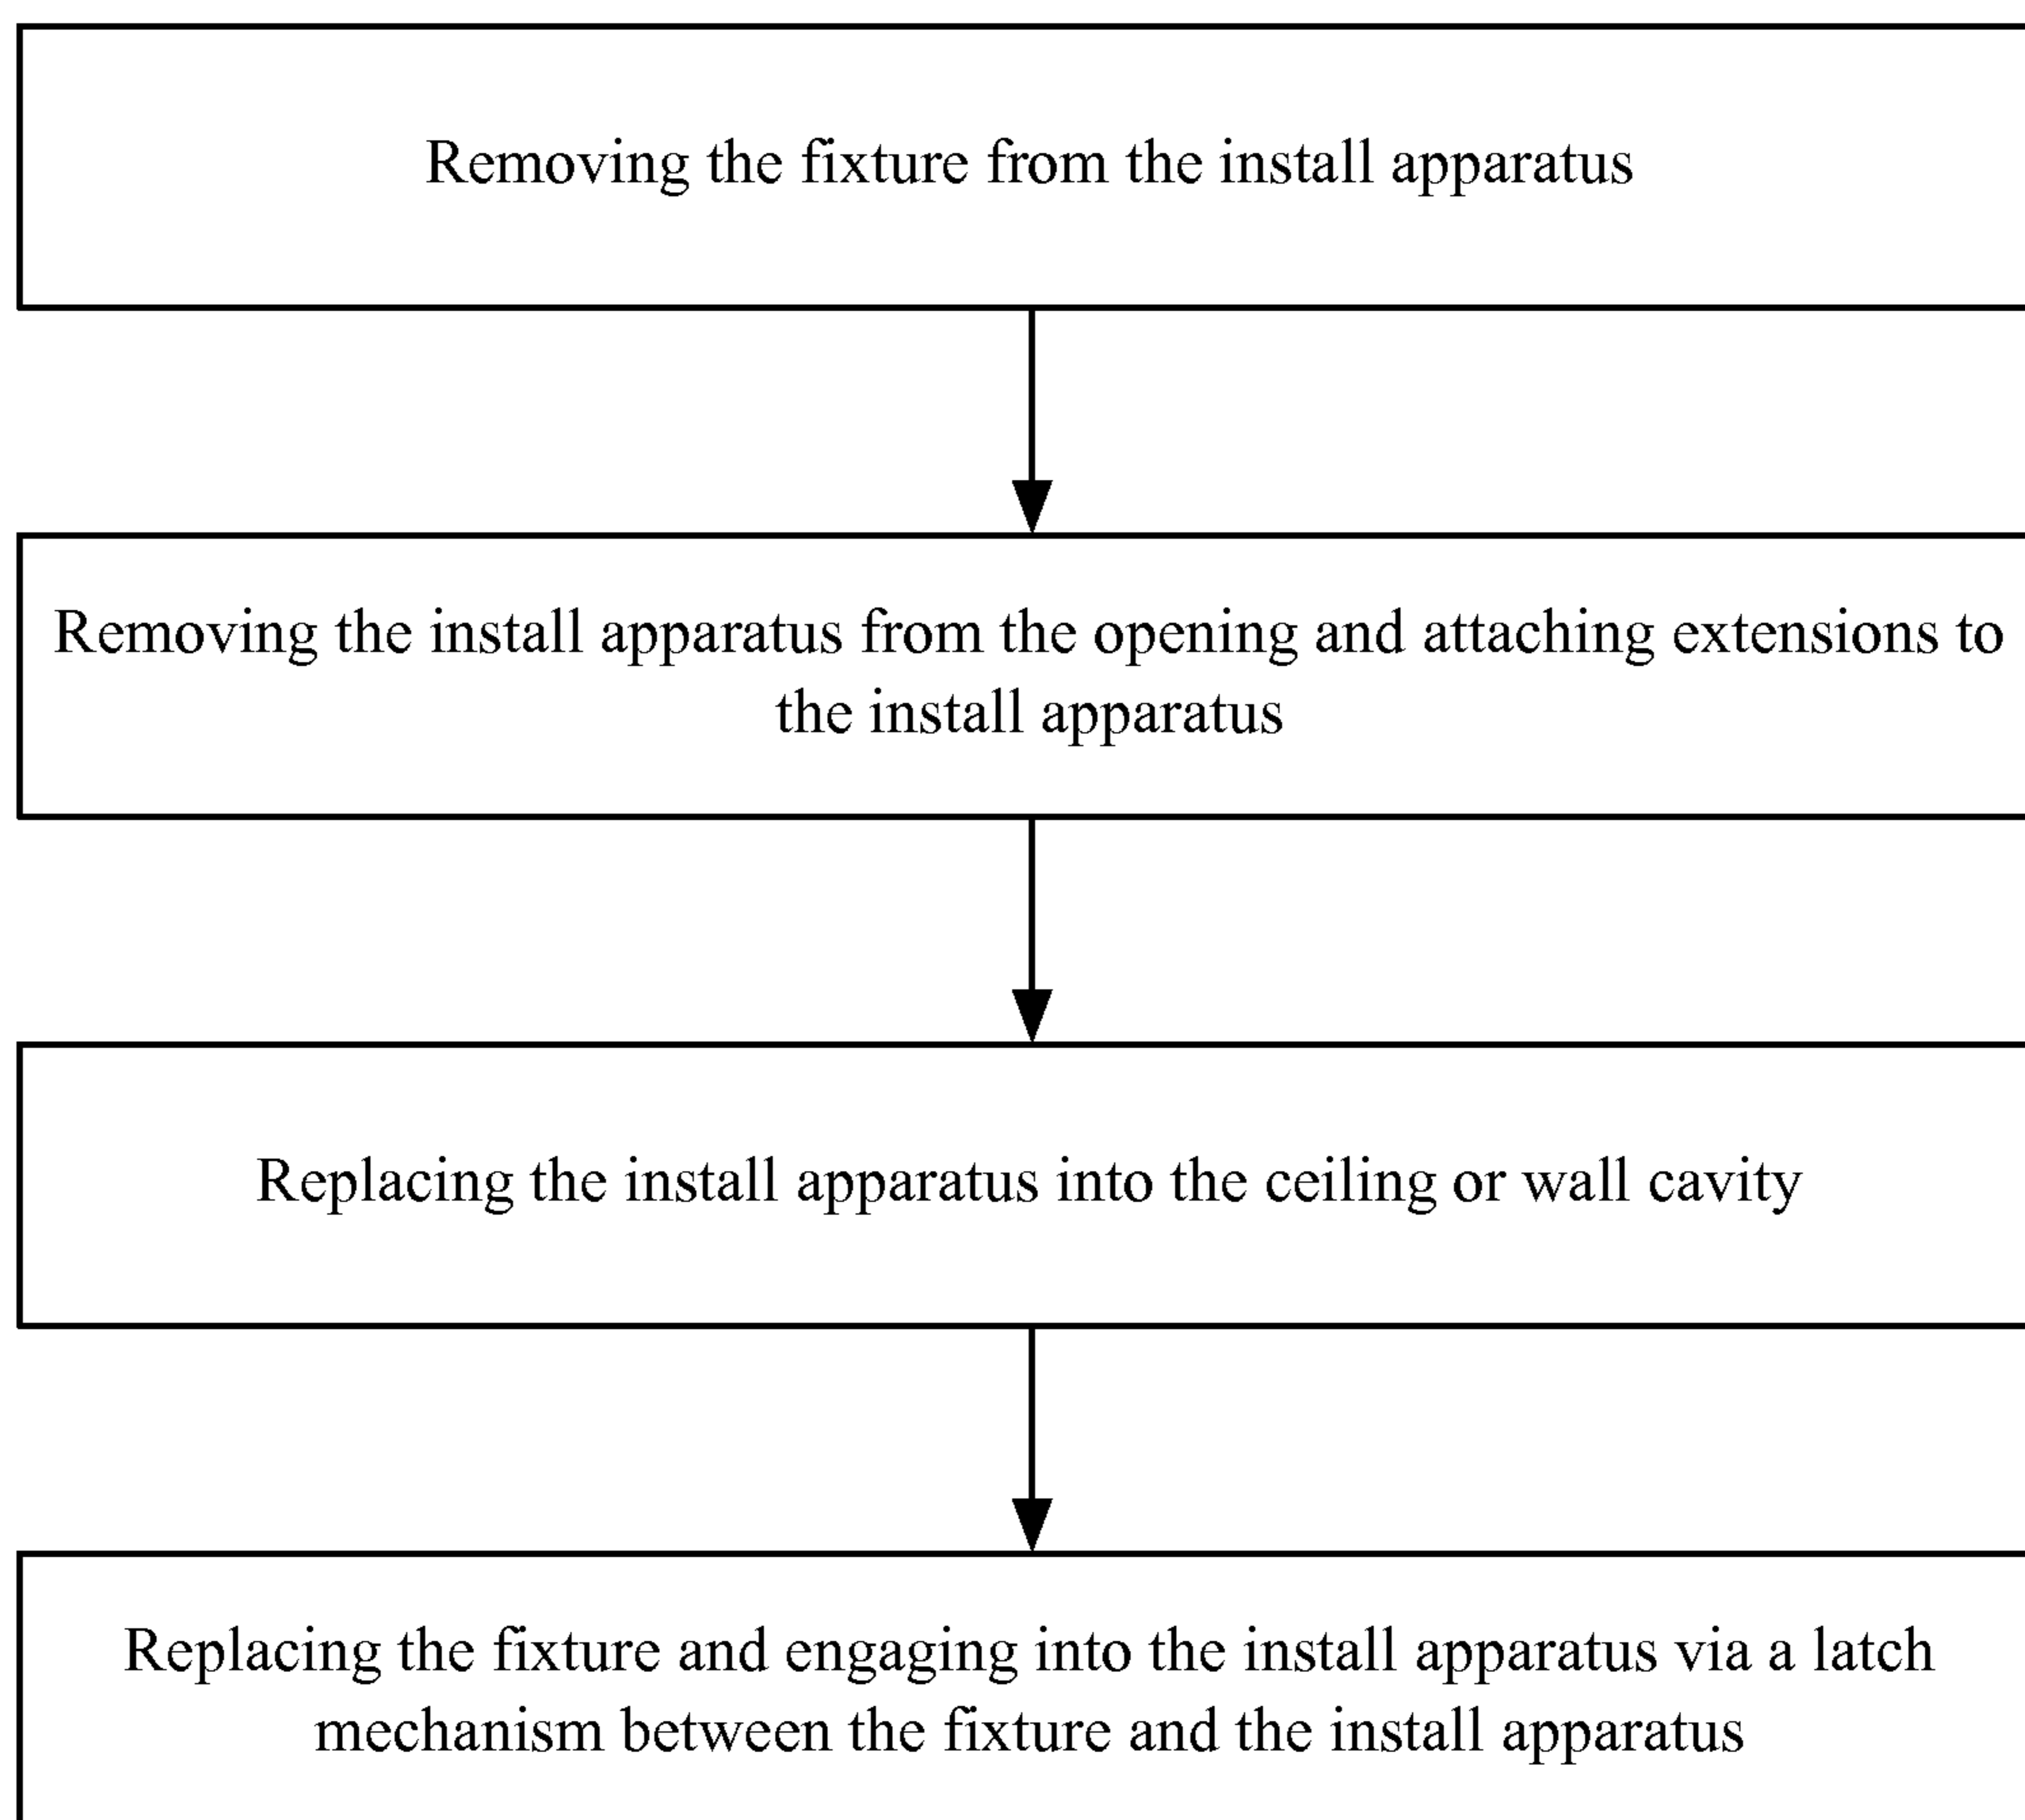 Removing the fixture from the install apparatus
Removing the install apparatus from the opening and attaching extensions to
the install apparatus
Replacing the install apparatus into the ceiling or wall cavity
Replacing the fixture and engaging into the install apparatus via a latch
mechanism between the fixture and the install apparatus